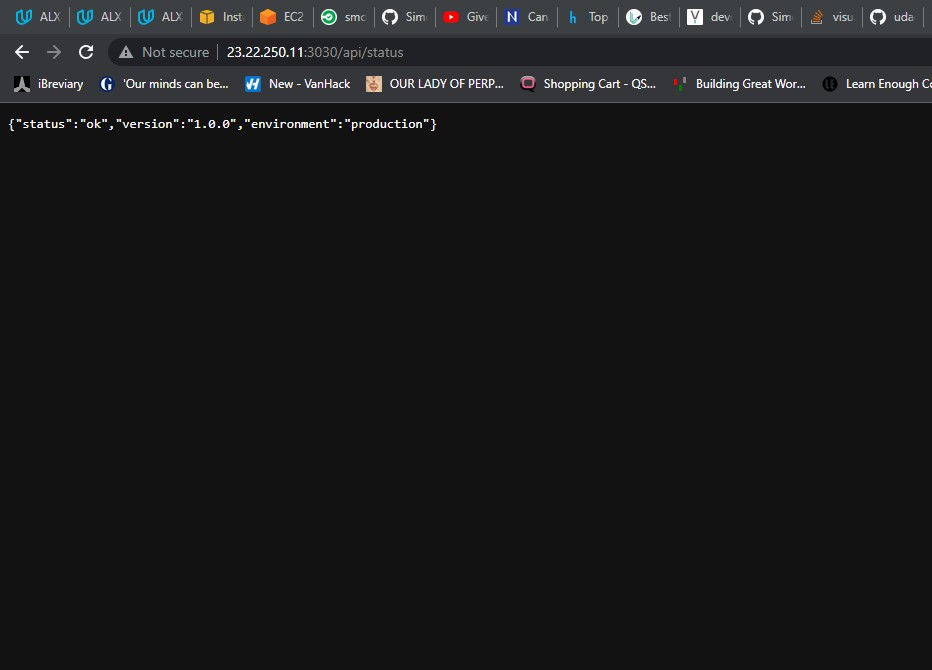 ALX ALX ALX Inst EC2 smo Sim Give N Can h Top Best V dev Sim visu uda
Not secure 23.22.250.11:3030/api/status
iBreviary G 'Our minds can be... New - VanHack OUR LADY OF PERP... Shopping Cart - QS... Building Great Wor... LE Learn Enough Co
{"status":"ok","version":"1.0.0","environment":"production"}